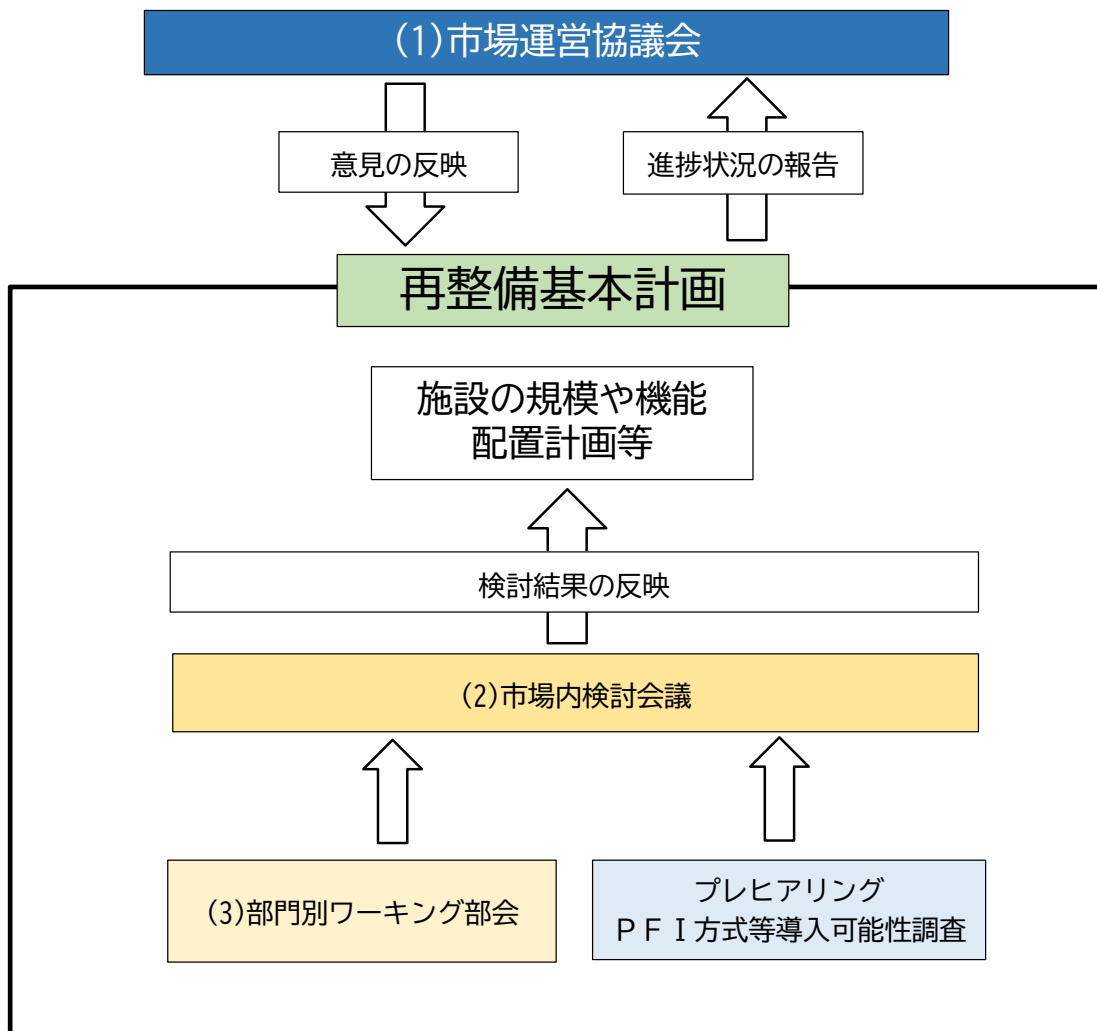 (1)市場運営協議会
意見の反映
進捗状況の報告
再整備基本計画
施設の規模や機能
配置計画等
検討結果の反映
(2)市場内検討会議
(3)部門別ワーキング部会
プレヒアリング
ＰＦＩ方式等導入可能性調査